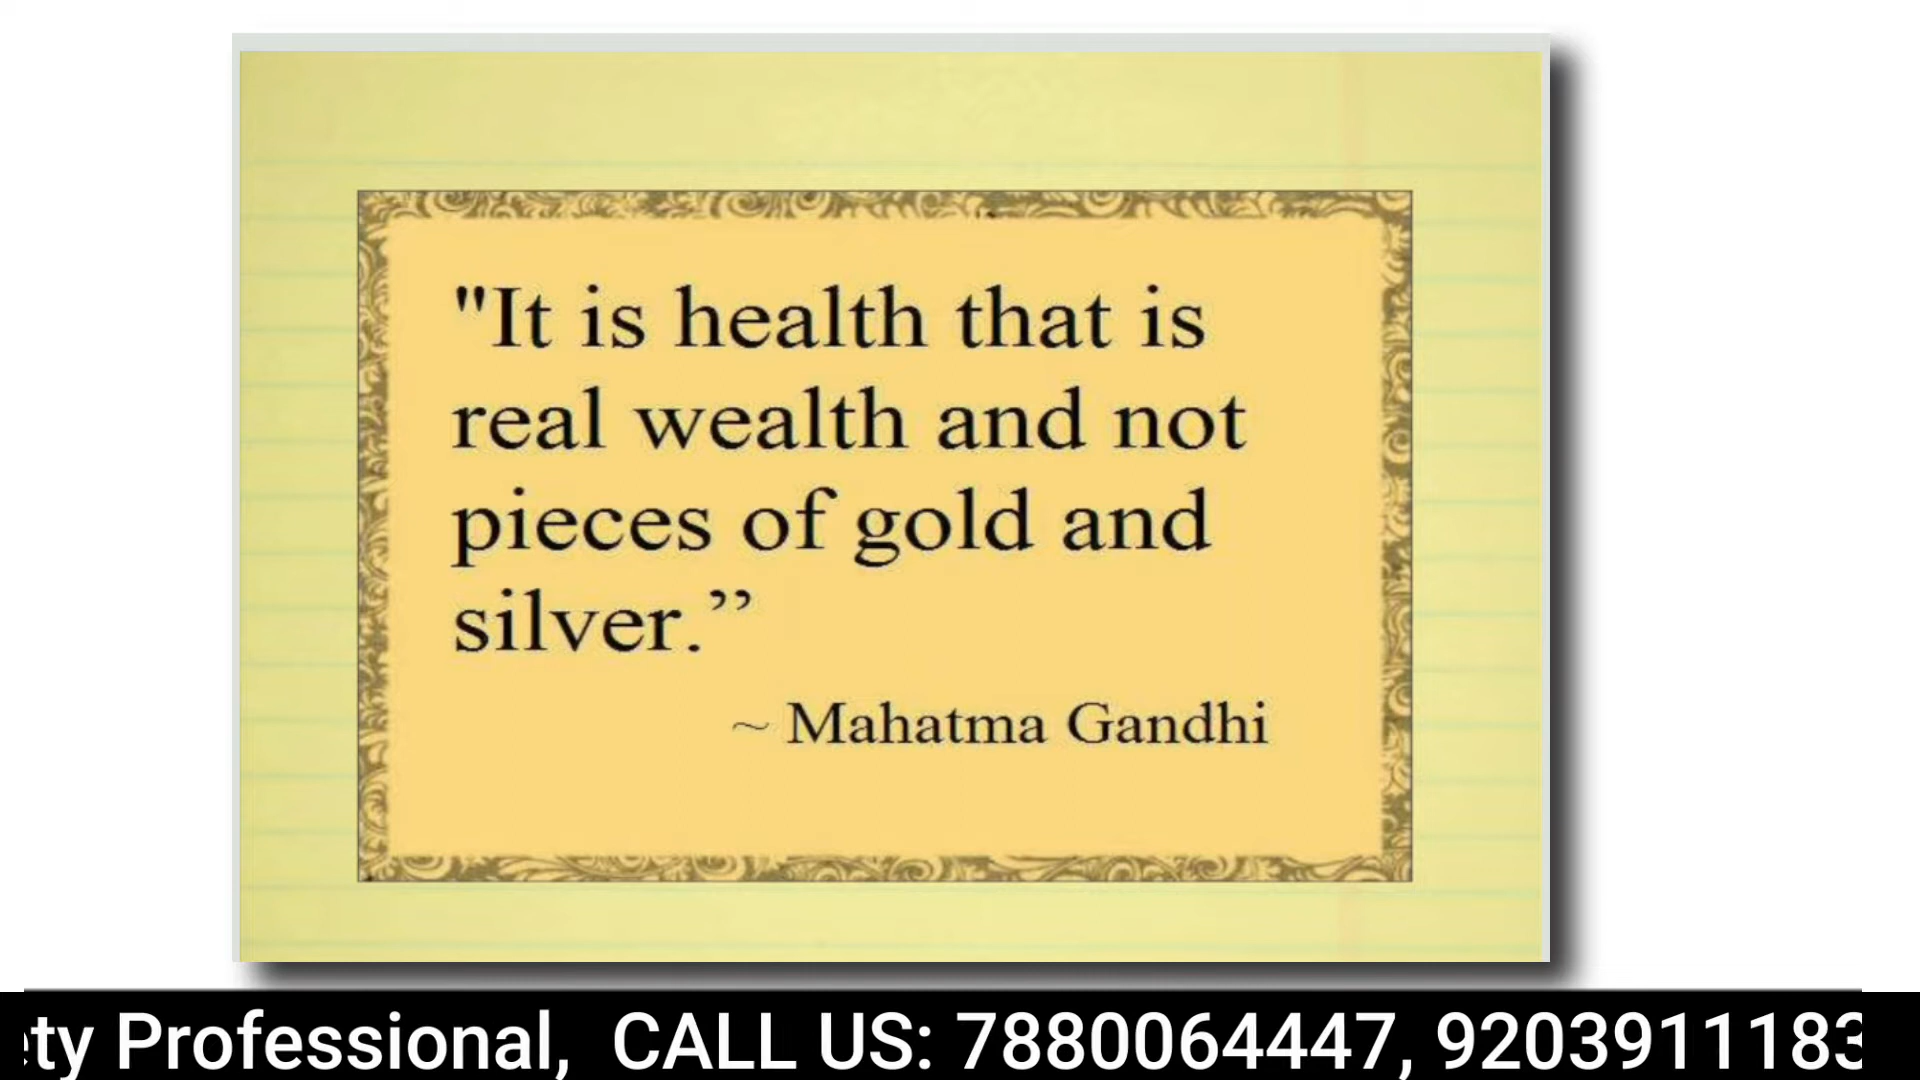 "It is health that is
real wealth and not
pieces of gold and
silver.’’
~ Mahatma Gandhi
ty Professional, CALL US: 7880064447, 9203911183